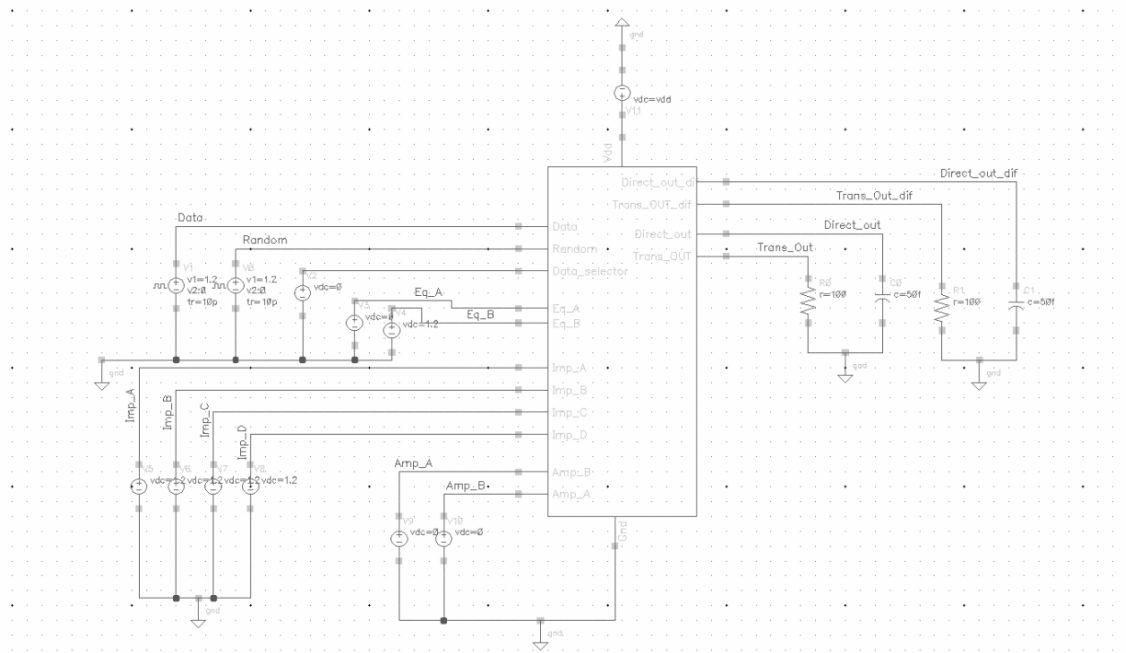 gnd
vdc=vdd
V11
Vdd
Direct_out_di
Direct_out_dif
Trans_OUT_dif
Trans_Out_dif
Data
Data
Direct_out
Direct_out
Random
Random
Trans_OUT
Trans_Out
Data_selector
V1
v1=1.2
v2:0
tr=10p
V0
v1=1.2
v2:0
tr=10p
V2
vdc=0
V3
vdc=0
V4
vdc=1.2
Eq_A
Eq_A
Eq_B
Eq_B
R0
r=100
C0
c=50f
R1
r=100
C1
c=50f
gnd
gnd
gnd
Imp_A
Imp_B
Imp_C
Imp_D
Imp_A
Imp_B
Imp_C
Imp_D
V5
V6
V7
V8
vdc=1.2
vdc=1.2
vdc=1.2
vdc=1.2
Amp_A
Amp_B
Amp_B
Amp_A
V9
vdc=0
V10
vdc=0
Gnd
gnd
gnd